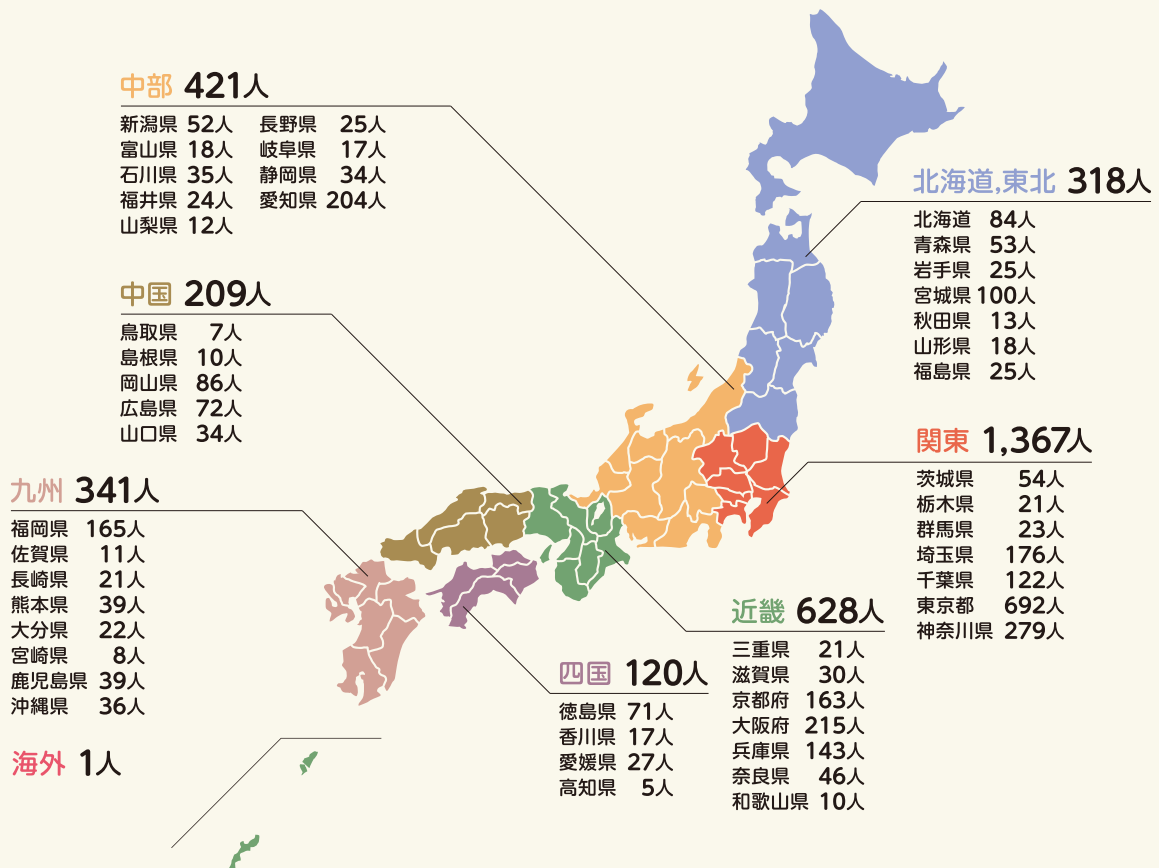 中部 421人
新潟県 52人 長野県 25人
富山県 18人 岐阜県 17人
石川県 35人 静岡県 34人
福井県 24人 愛知県 204人
山梨県 12人
北海道,東北 318人
北海道 84人
青森県 53人
岩手県 25人
宮城県 100人
秋田県 13人
山形県 18人
福島県 25人
中国 209人
鳥取県 7人
島根県 10人
岡山県 86人
広島県 72人
山口県 34人
関東 1,367人
茨城県 54人
栃木県 21人
群馬県 23人
埼玉県 176人
千葉県 122人
東京都 692人
神奈川県 279人
九州 341人
福岡県 165人
佐賀県 11人
長崎県 21人
熊本県 39人
大分県 22人
宮崎県 8人
鹿児島県 39人
沖縄県 36人
近畿 628人
三重県 21人
滋賀県 30人
京都府 163人
大阪府 215人
兵庫県 143人
奈良県 46人
和歌山県 10人
四国 120人
徳島県 71人
香川県 17人
愛媛県 27人
高知県 5人
海外 1人